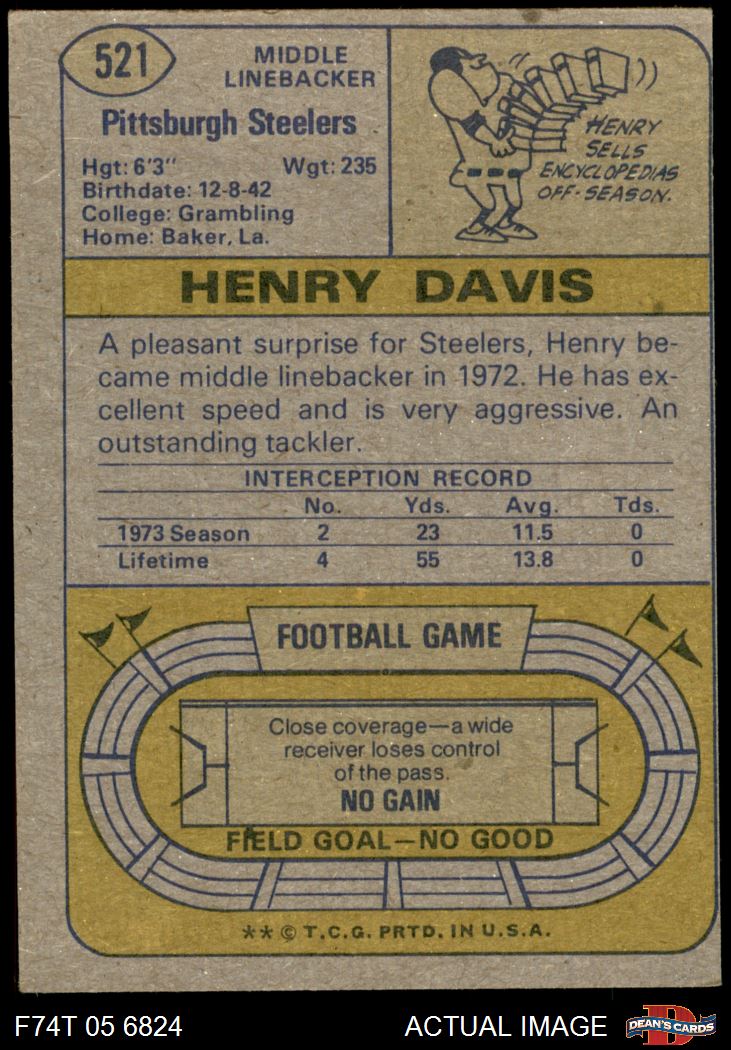 521
MIDDLE
LINEBACKER
Pittsburgh Steelers
Hgt: 6'3" Wgt: 235
Birthdate: 12-8-42
College: Grambling
Home: Baker, La.
HENRY
SELLS
ENCYCLOPEDIAS
OFF-SEASON.
HENRY DAVIS
A pleasant surprise for Steelers, Henry be-
came middle linebacker in 1972. He has ex-
cellent speed and is very aggressive. An
outstanding tackler.
INTERCEPTION RECORD
No. Yds. Avg. Tds.
1973 Season 2 23 11.5 0
Lifetime 4 55 13.8 0
FOOTBALL GAME
Close coverage—a wide
receiver loses control
of the pass.
NO GAIN
FIELD GOAL—NO GOOD
** © T.C.G. PRTD. IN U.S.A.
F74T 05 6824 ACTUAL IMAGE
D
DEAN'S CARDS